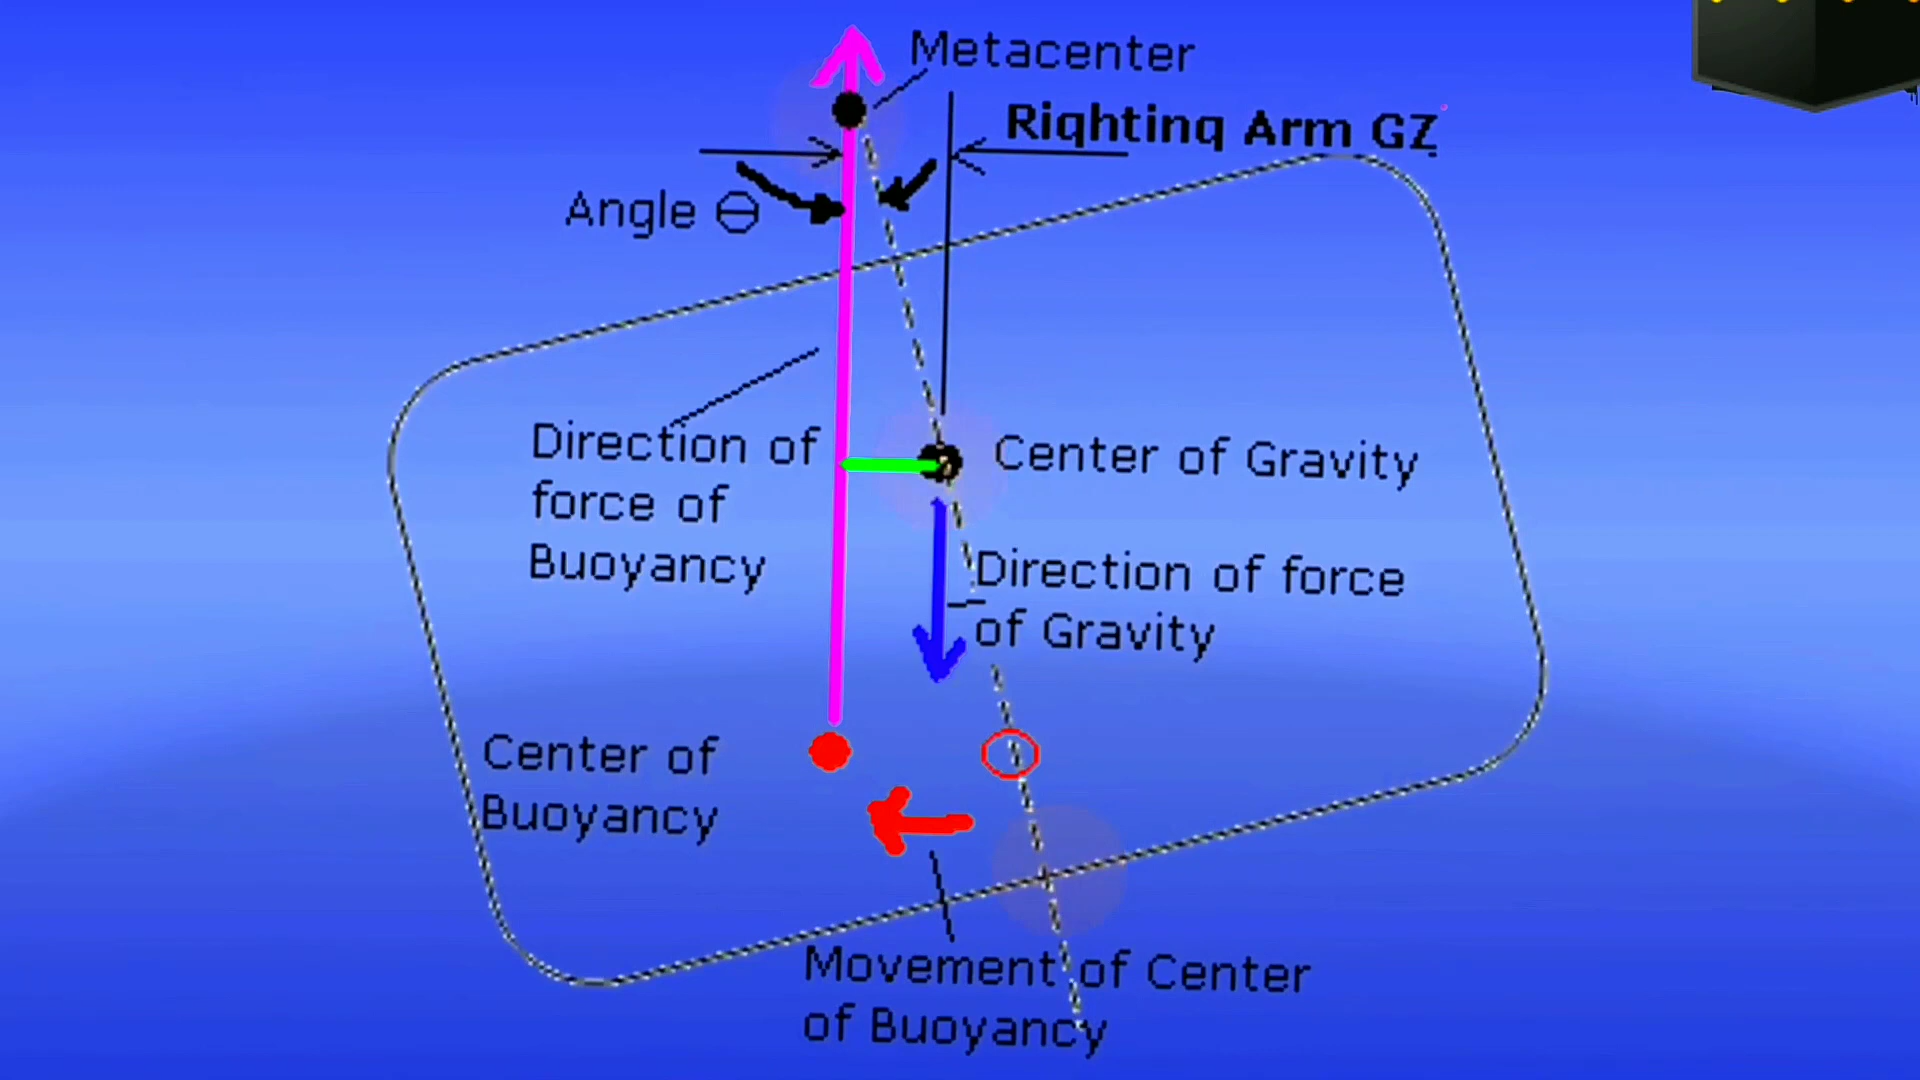 Metacenter
Righting Arm GZ
Angle Θ
Direction of
force of
Buoyancy
Center of Gravity
Direction of force
of Gravity
Center of
Buoyancy
Movement of Center
of Buoyancy